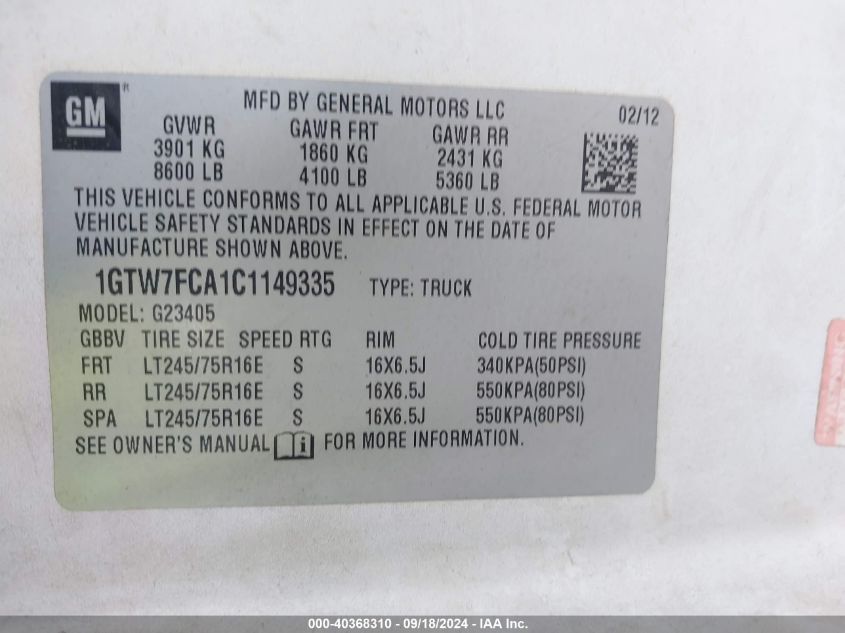 GM
®
MFD BY GENERAL MOTORS LLC
02/12
GVWR GAWR FRT GAWR RR
3901 KG 1860 KG 2431 KG
8600 LB 4100 LB 5360 LB
THIS VEHICLE CONFORMS TO ALL APPLICABLE U.S. FEDERAL MOTOR
VEHICLE SAFETY STANDARDS IN EFFECT ON THE DATE OF
MANUFACTURE SHOWN ABOVE.
1GTW7FCA1C1149335 TYPE: TRUCK
MODEL: G23405
GBBV TIRE SIZE SPEED RTG RIM COLD TIRE PRESSURE
FRT LT245/75R16E S 16X6.5J 340KPA(50PSI)
RR LT245/75R16E S 16X6.5J 550KPA(80PSI)
SPA LT245/75R16E S 16X6.5J 550KPA(80PSI)
SEE OWNER'S MANUAL i FOR MORE INFORMATION.
000-40368310 - 09/18/2024 - IAA Inc.